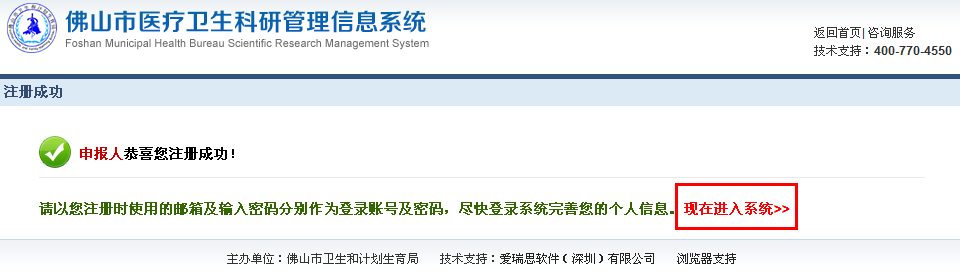 佛山市医疗卫生科研管理信息系统
Foshan Municipal Health Bureau Scientific Research Management System
返回首页| 咨询服务
技术支持：400-770-4550
注册成功
申报人恭喜您注册成功！
请以您注册时使用的邮箱及输入密码分别作为登录账号及密码，尽快登录系统完善您的个人信息。现在进入系统>>
主办单位：佛山市卫生和计划生育局 技术支持：爱瑞思软件（深圳）有限公司 浏览器支持